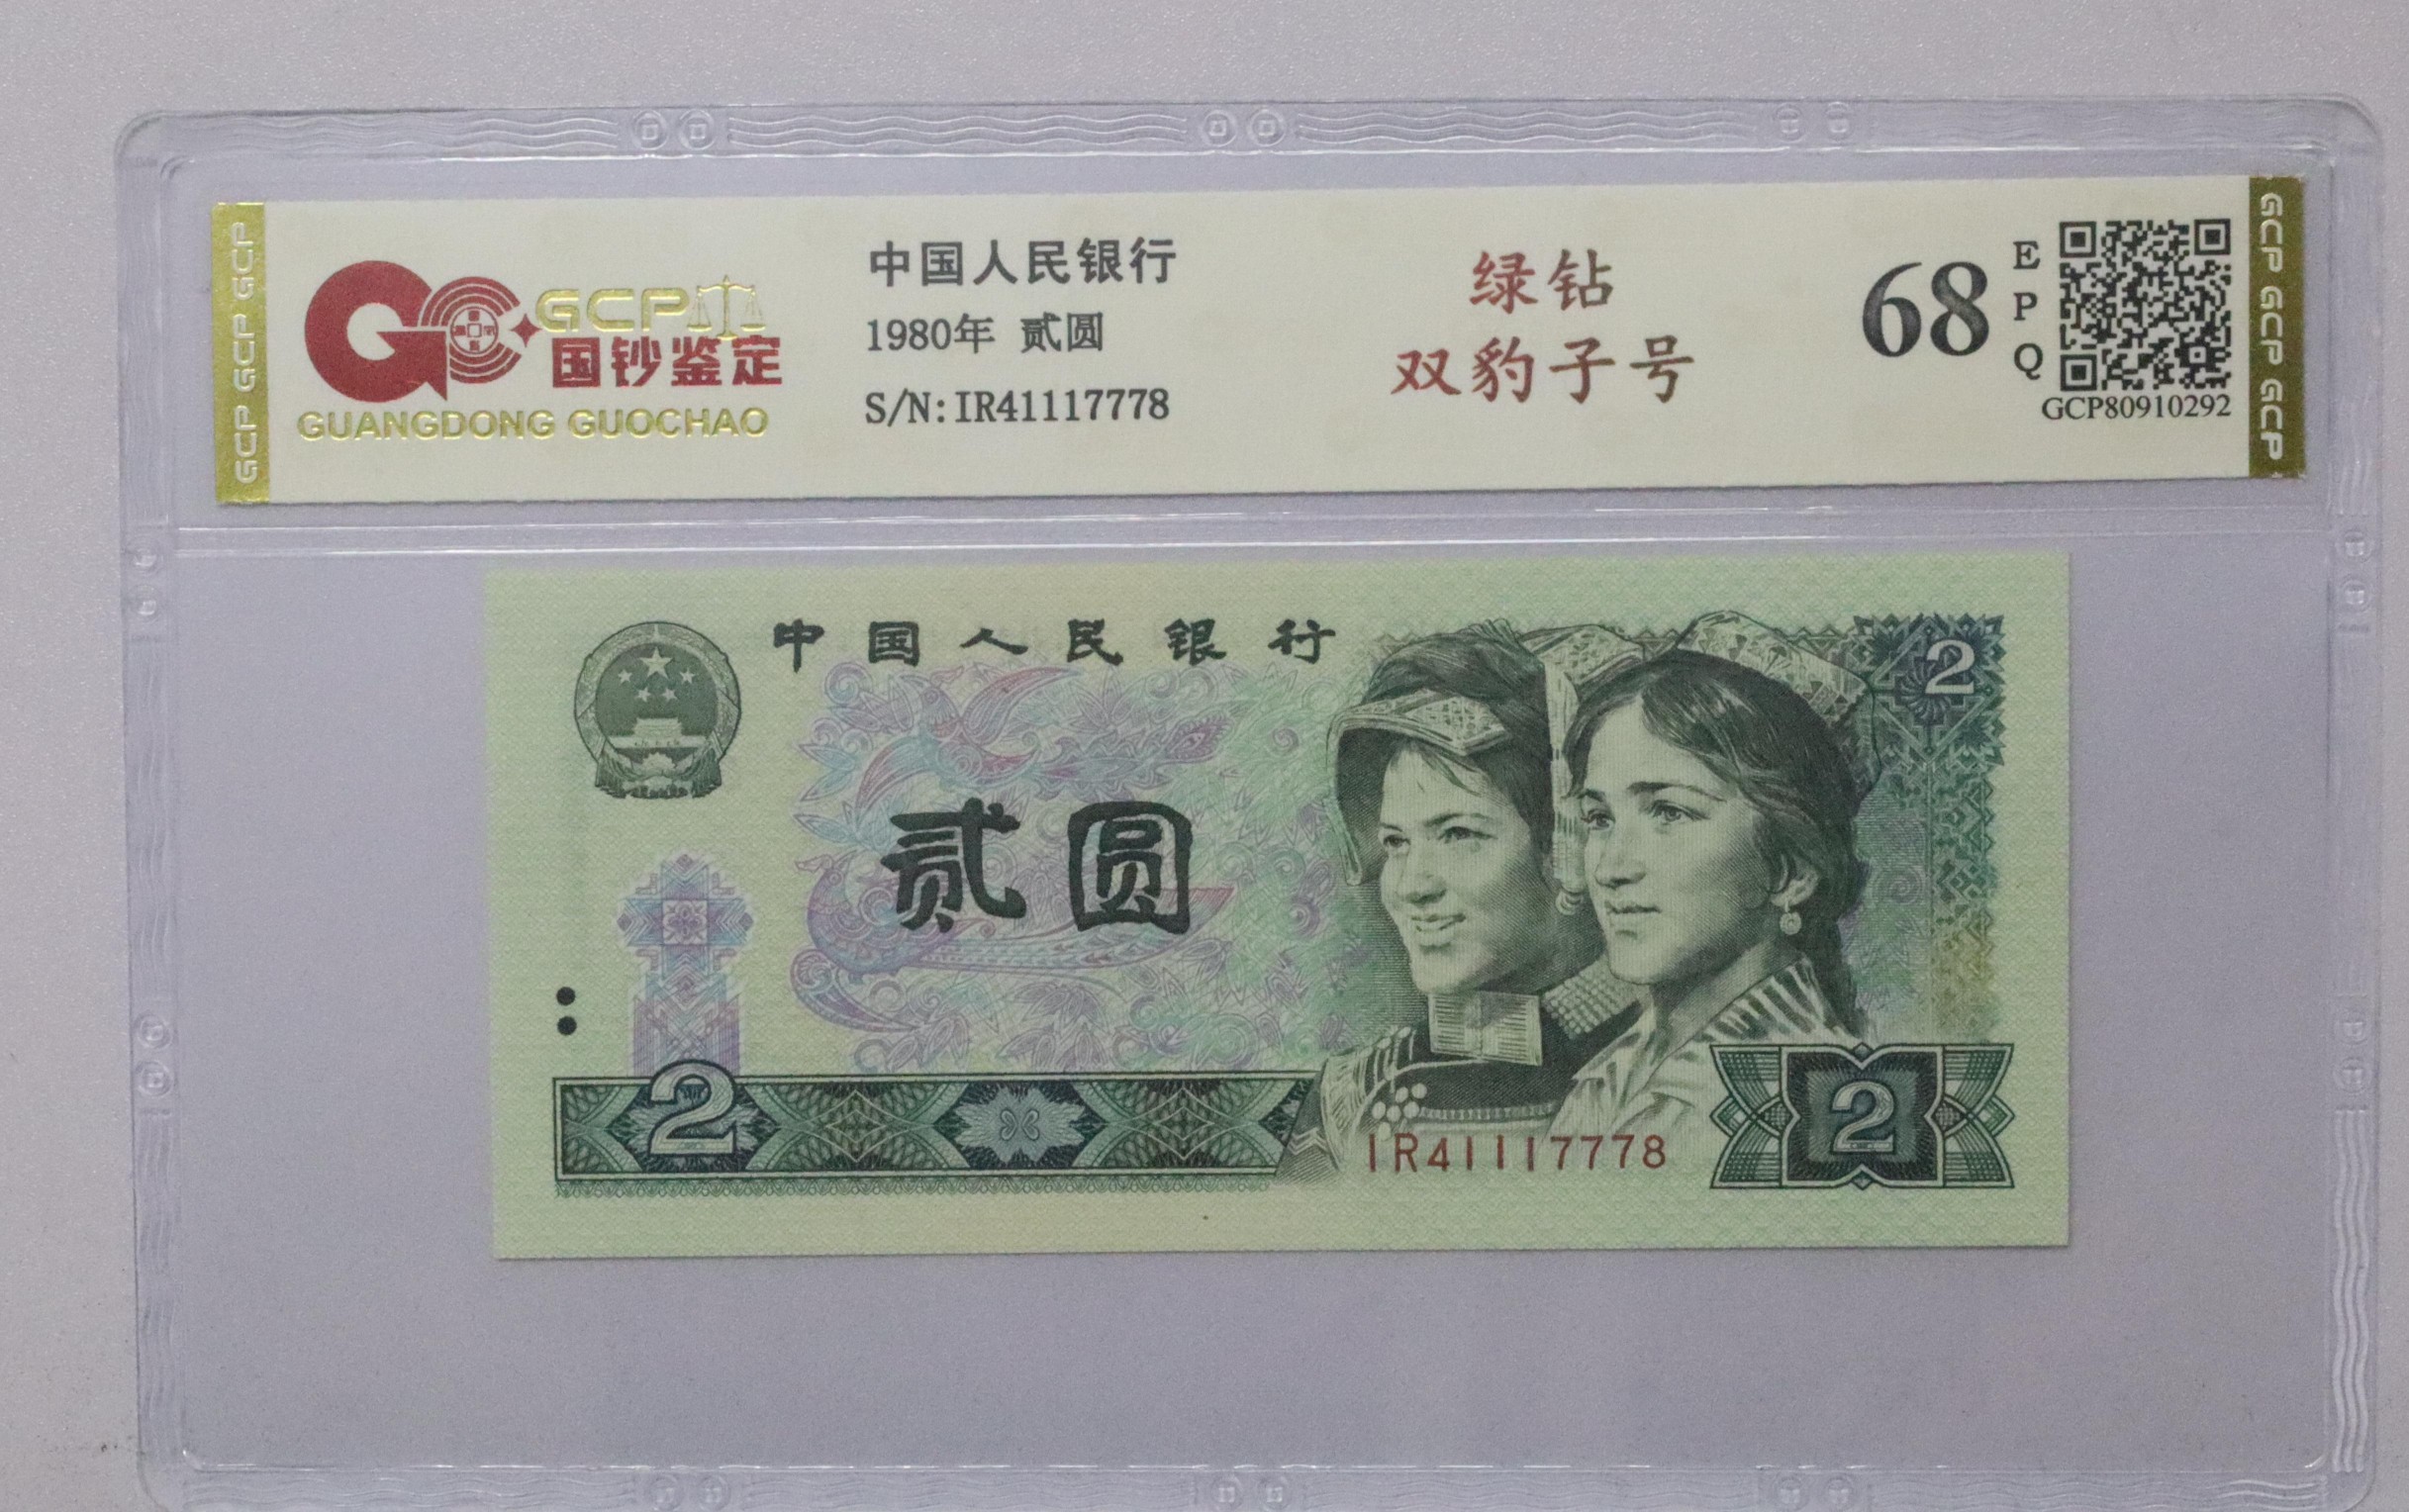 GCP GCP GCP
GCP
国钞鉴定
GUANGDONG GUOCHAO
中国人民银行
1980年 贰圆
S/N:IR41117778
绿钻
双豹子号
68
E
P
Q
GCP80910292
GCP GCP GCP
中国人民银行
2
贰圆
2
IR41117778
2